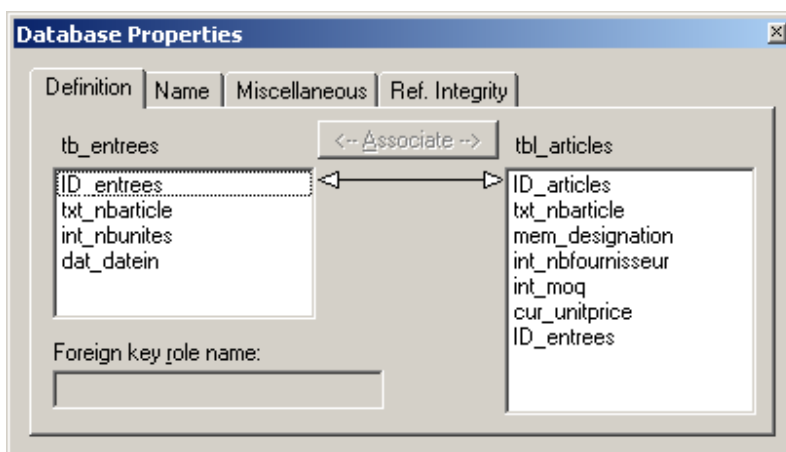 Database Properties
Definition Name Miscellaneous Ref. Integrity
tb_entrees <-- Associate --> tbl_articles
ID_entrees
txt_nbarticle
int_nbunites
dat_datein
ID_articles
txt_nbarticle
mem_designation
int_nbfournisseur
int_moq
cur_unitprice
ID_entrees
Foreign key role name: